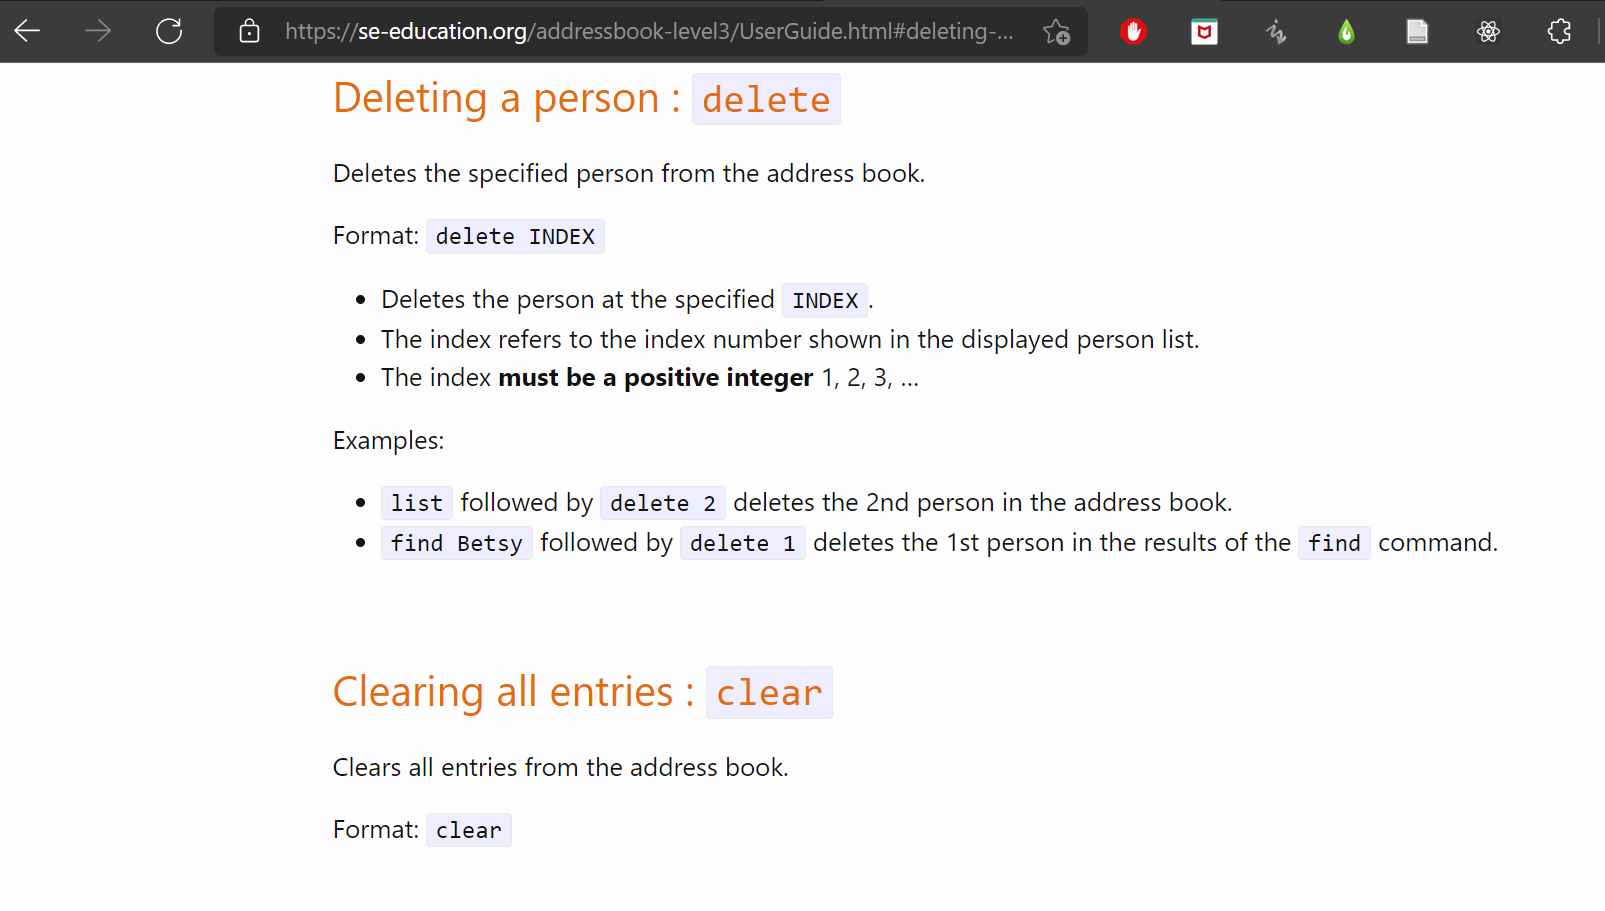 https://se-education.org/addressbook-level3/UserGuide.html#deleting-...
Deleting a person : delete
Deletes the specified person from the address book.
Format: delete INDEX
• Deletes the person at the specified INDEX.
• The index refers to the index number shown in the displayed person list.
• The index must be a positive integer 1, 2, 3, …
Examples:
• list followed by delete 2 deletes the 2nd person in the address book.
• find Betsy followed by delete 1 deletes the 1st person in the results of the find command.
Clearing all entries : clear
Clears all entries from the address book.
Format: clear